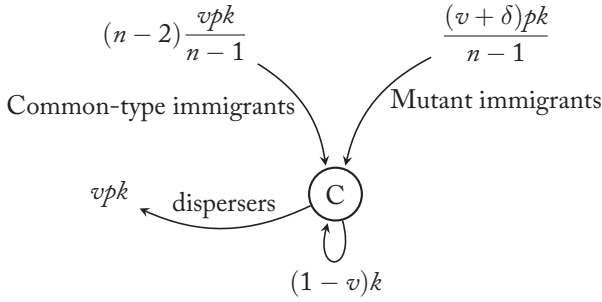 (n − 2) vpk / n − 1
(v + δ)pk / n − 1
Common-type immigrants
Mutant immigrants
vpk
dispersers
C
(1 − v)k